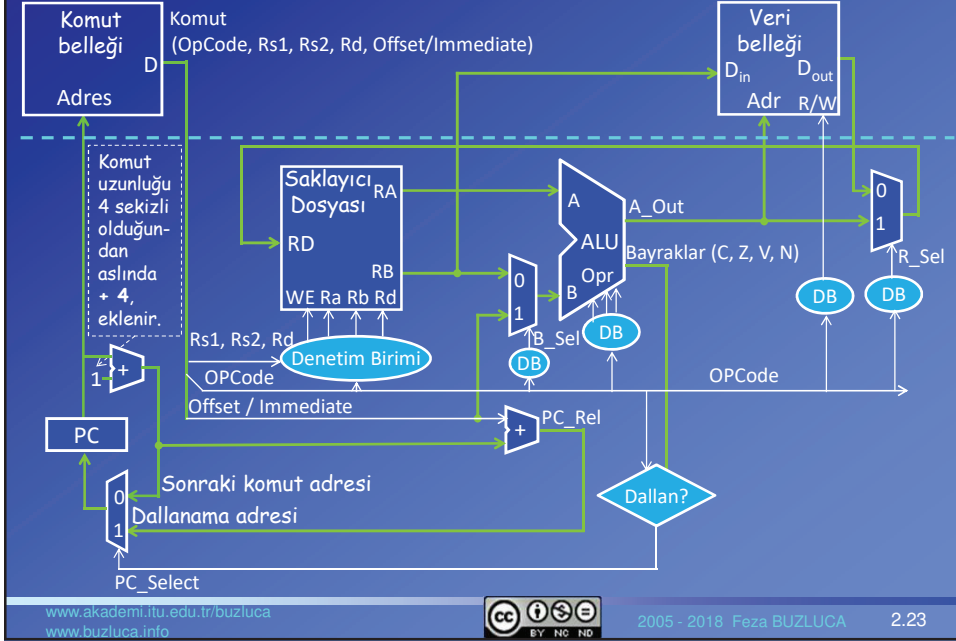 Komut
belleği
D
Adres
Komut
(OpCode, Rs1, Rs2, Rd, Offset/Immediate)
Veri
belleği
Din
Dout
Adr
R/W
Komut
uzunluğu
4 sekizli
olduğun-
dan
aslında
+ 4,
eklenir.
Saklayıcı
Dosyası
RA
RD
RB
WE Ra Rb Rd
A
ALU
Opr
B
A_Out
Bayraklar (C, Z, V, N)
0
1
R_Sel
0
1
B_Sel
DB
DB
DB
DB
Rs1, Rs2, Rd
Denetim Birimi
OPCode
OPCode
Offset / Immediate
1
+
PC
+
PC_Rel
Sonraki komut adresi
0
Dallanama adresi
1
Dallan?
PC_Select
www.akademi.itu.edu.tr/buzluca
www.buzluca.info
cc
BY NC ND
2005 - 2018 Feza BUZLUCA
2.23